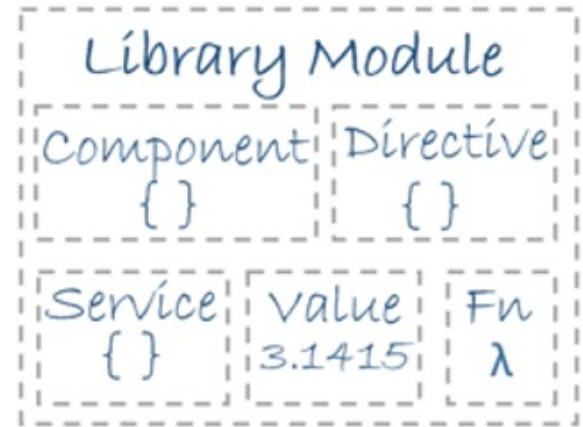 Library Module
Component Directive
{ } { }
Service Value Fn
{ } 3.1415 λ